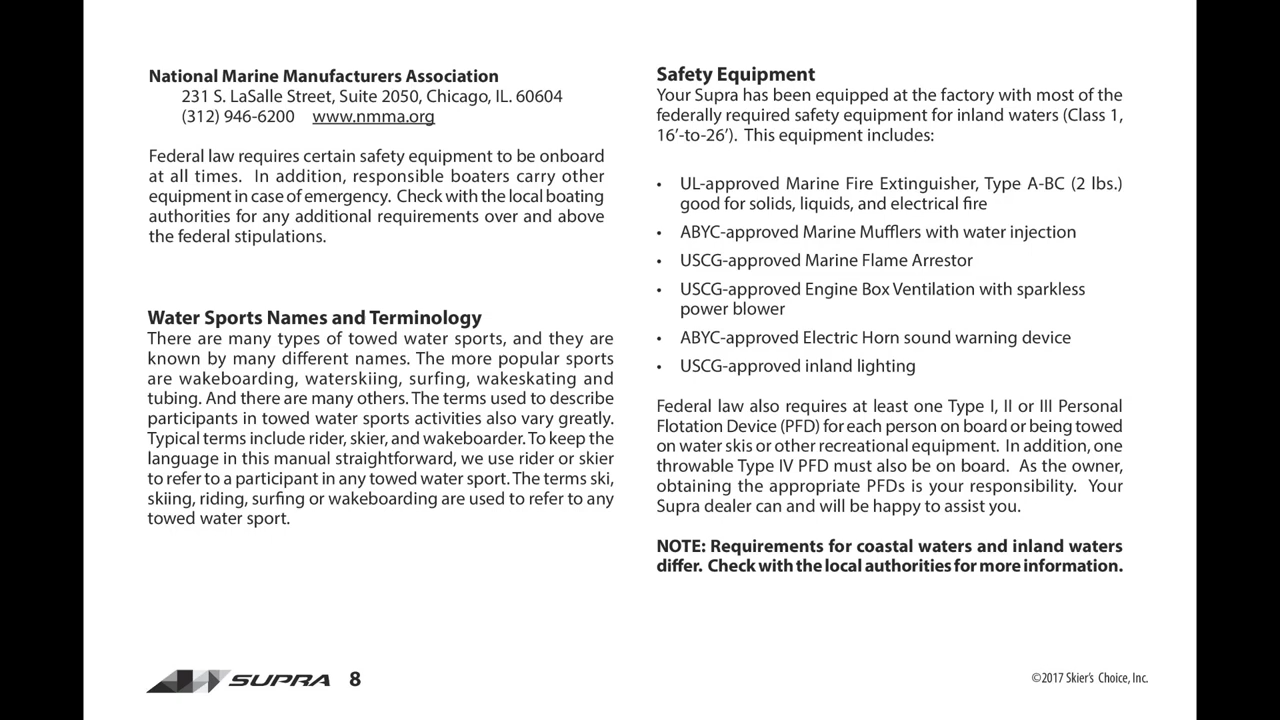 National Marine Manufacturers Association
231 S. LaSalle Street, Suite 2050, Chicago, IL. 60604
(312) 946-6200 www.nmma.org
Federal law requires certain safety equipment to be onboard
at all times. In addition, responsible boaters carry other
equipment in case of emergency. Check with the local boating
authorities for any additional requirements over and above
the federal stipulations.
Water Sports Names and Terminology
There are many types of towed water sports, and they are
known by many different names. The more popular sports
are wakeboarding, waterskiing, surfing, wakeskating and
tubing. And there are many others. The terms used to describe
participants in towed water sports activities also vary greatly.
Typical terms include rider, skier, and wakeboarder. To keep the
language in this manual straightforward, we use rider or skier
to refer to a participant in any towed water sport. The terms ski,
skiing, riding, surfing or wakeboarding are used to refer to any
towed water sport.
Safety Equipment
Your Supra has been equipped at the factory with most of the
federally required safety equipment for inland waters (Class 1,
16’-to-26’). This equipment includes:
• UL-approved Marine Fire Extinguisher, Type A-BC (2 lbs.)
good for solids, liquids, and electrical fire
• ABYC-approved Marine Mufflers with water injection
• USCG-approved Marine Flame Arrestor
• USCG-approved Engine Box Ventilation with sparkless
power blower
• ABYC-approved Electric Horn sound warning device
• USCG-approved inland lighting
Federal law also requires at least one Type I, II or III Personal
Flotation Device (PFD) for each person on board or being towed
on water skis or other recreational equipment. In addition, one
throwable Type IV PFD must also be on board. As the owner,
obtaining the appropriate PFDs is your responsibility. Your
Supra dealer can and will be happy to assist you.
NOTE: Requirements for coastal waters and inland waters
differ. Check with the local authorities for more information.
SUPRA 8
©2017 Skier’s Choice, Inc.